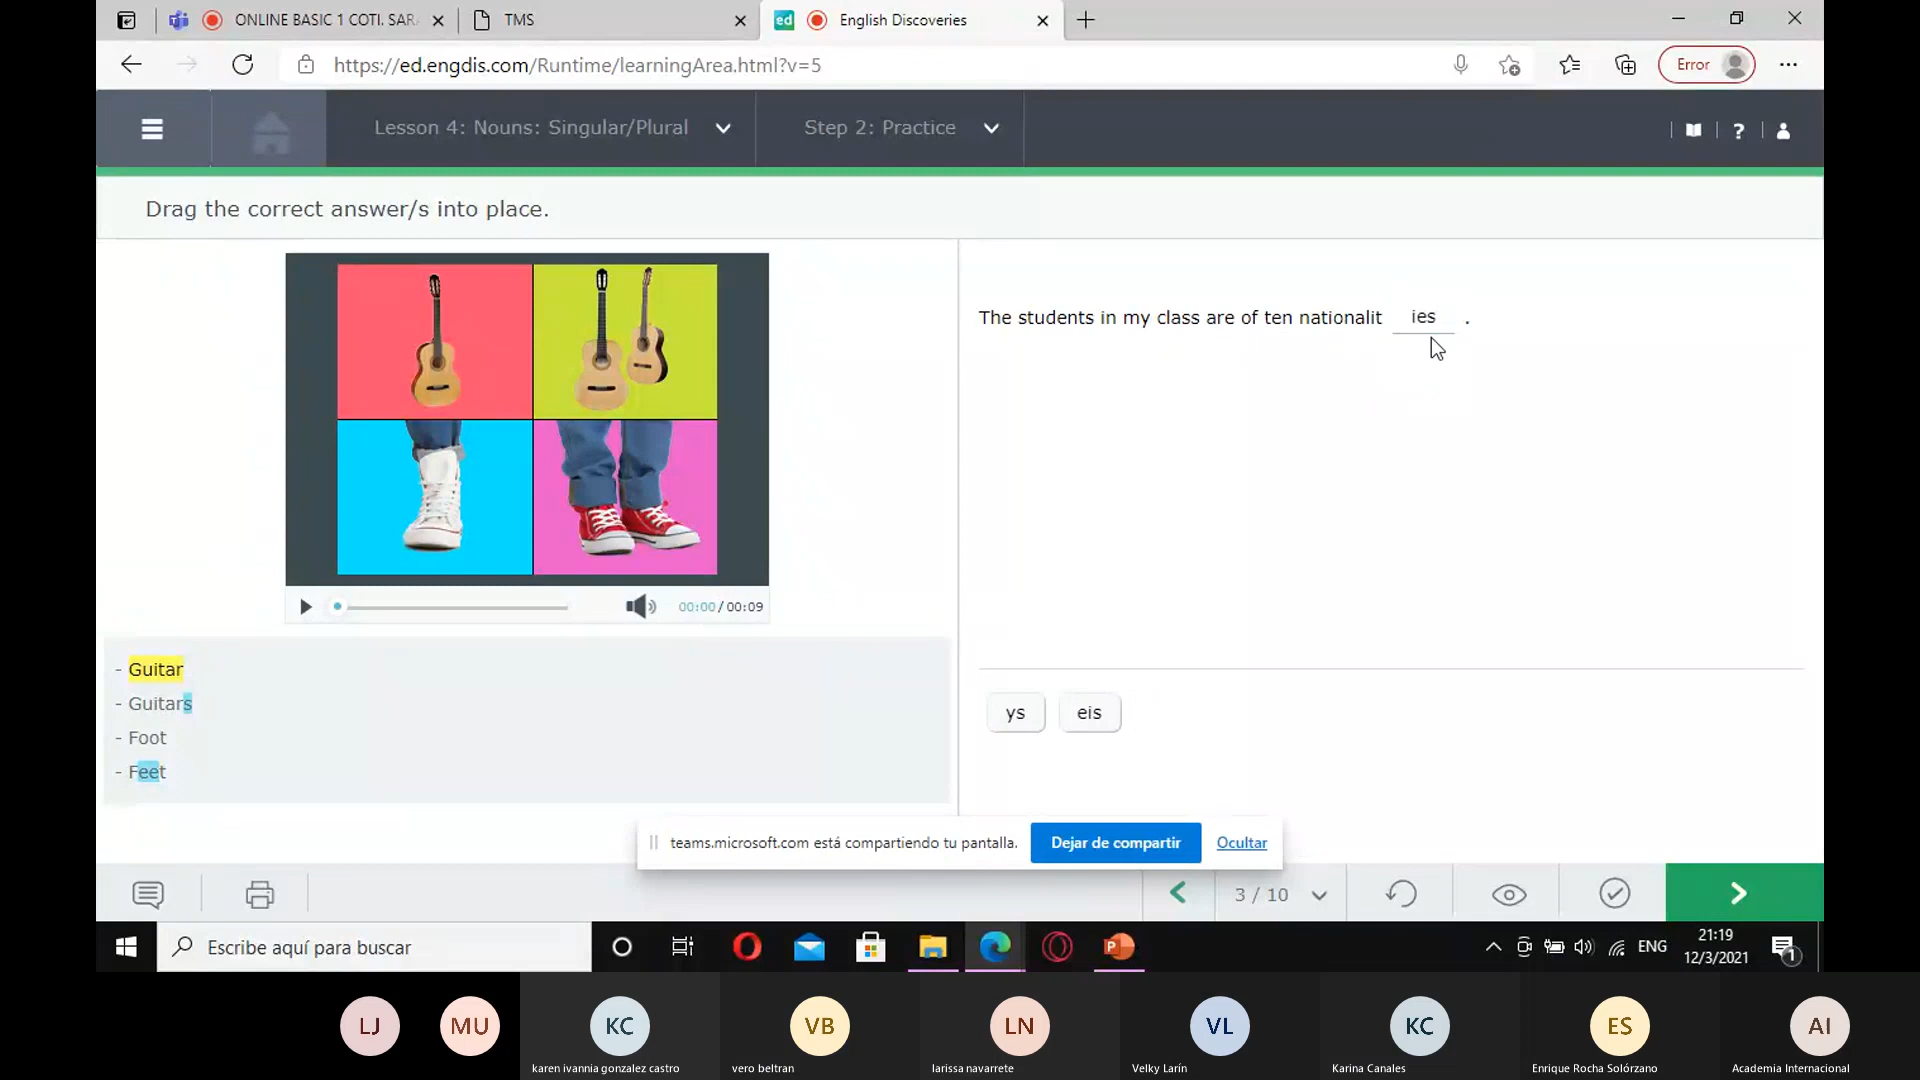 ONLINE BASIC 1 COTI. SARA
TMS
ed English Discoveries
https://ed.engdis.com/Runtime/learningArea.html?v=5
Error
Lesson 4: Nouns: Singular/Plural
Step 2: Practice
?
Drag the correct answer/s into place.
The students in my class are of ten nationalit ies .
00:00 / 00:09
- Guitar
- Guitars
- Foot
- Feet
ys eis
teams.microsoft.com está compartiendo tu pantalla. Dejar de compartir Ocultar
3 / 10
Escribe aquí para buscar
ENG
21:19
12/3/2021
1
LJ MU KC VB LN VL KC ES AI
karen ivannia gonzalez castro
vero beltran
larissa navarrete
Velky Larín
Karina Canales
Enrique Rocha Solórzano
Academia Internacional